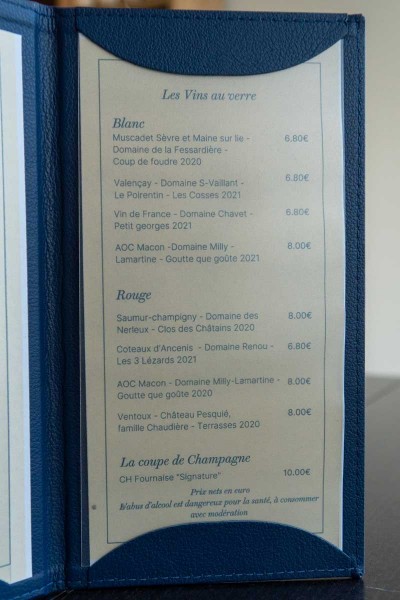 Les Vins au verre
Blanc
Muscadet Sèvre et Maine sur lie - 6.80€
Domaine de la Fessardière -
Coup de foudre 2020
Valençay - Domaine S-Vaillant - 6.80€
Le Poirentin - Les Cosses 2021
Vin de France - Domaine Chavet - 6.80€
Petit georges 2021
AOC Macon -Domaine Milly - 8.00€
Lamartine - Goutte que goûte 2021
Rouge
Saumur-champigny - Domaine des 8.00€
Nerleux - Clos des Châtains 2020
Coteaux d'Ancenis - Domaine Renou - 6.80€
Les 3 Lézards 2021
AOC Macon - Domaine Milly-Lamartine - 8.00€
Goutte que goûte 2020
Ventoux - Château Pesquié, 8.00€
famille Chaudière - Terrasses 2020
La coupe de Champagne
CH Fournaise "Signature" 10.00€
Prix nets en euro
L'abus d'alcool est dangereux pour la santé, à consommer
avec modération